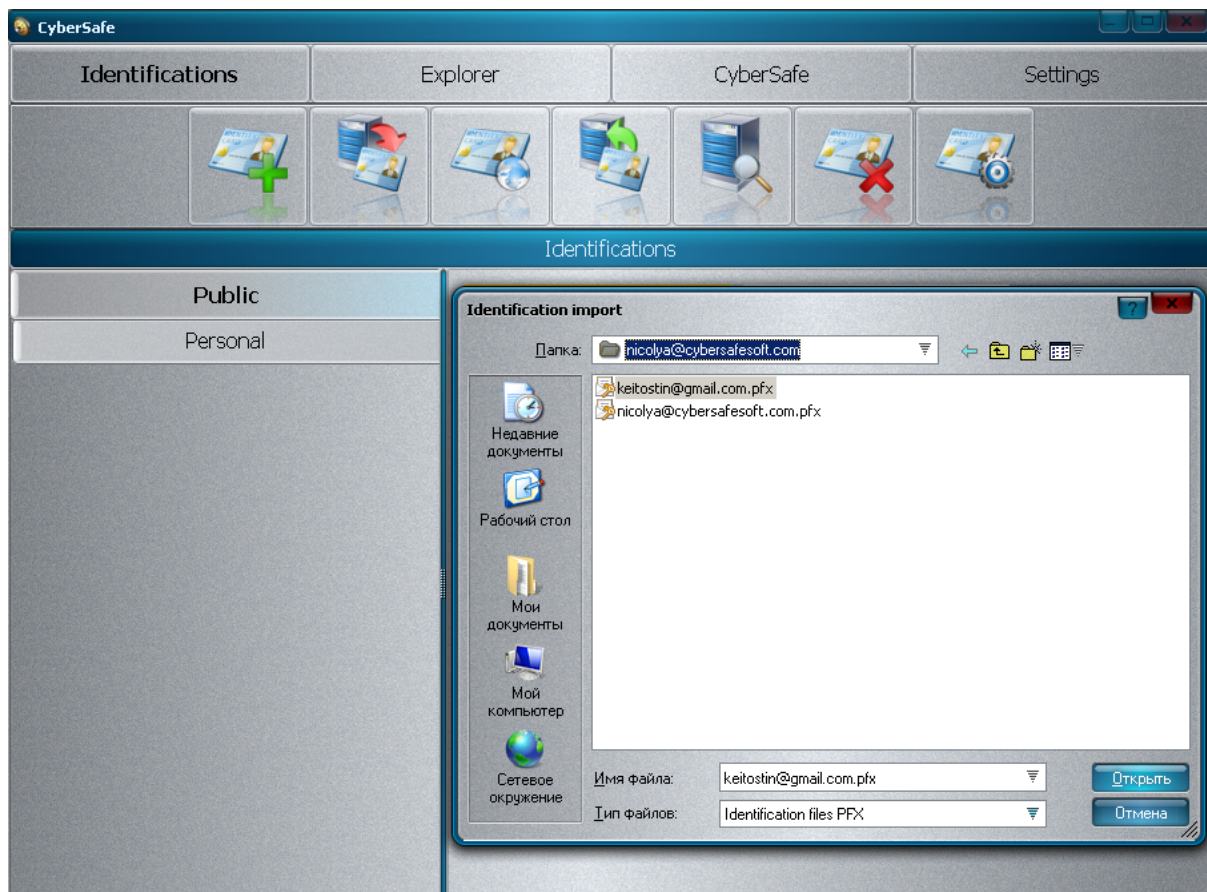 CyberSafe
Identifications
Explorer
CyberSafe
Settings
Identifications
Public
Personal
Identification import
Папка:
nicolya@cybersafesoft.com
keitostin@gmail.com.pfx
nicolya@cybersafesoft.com.pfx
Недавние
документы
Рабочий стол
Мои
документы
Мой
компьютер
Сетевое
окружение
Имя файла:
keitostin@gmail.com.pfx
Открыть
Тип файлов:
Identification files PFX
Отмена